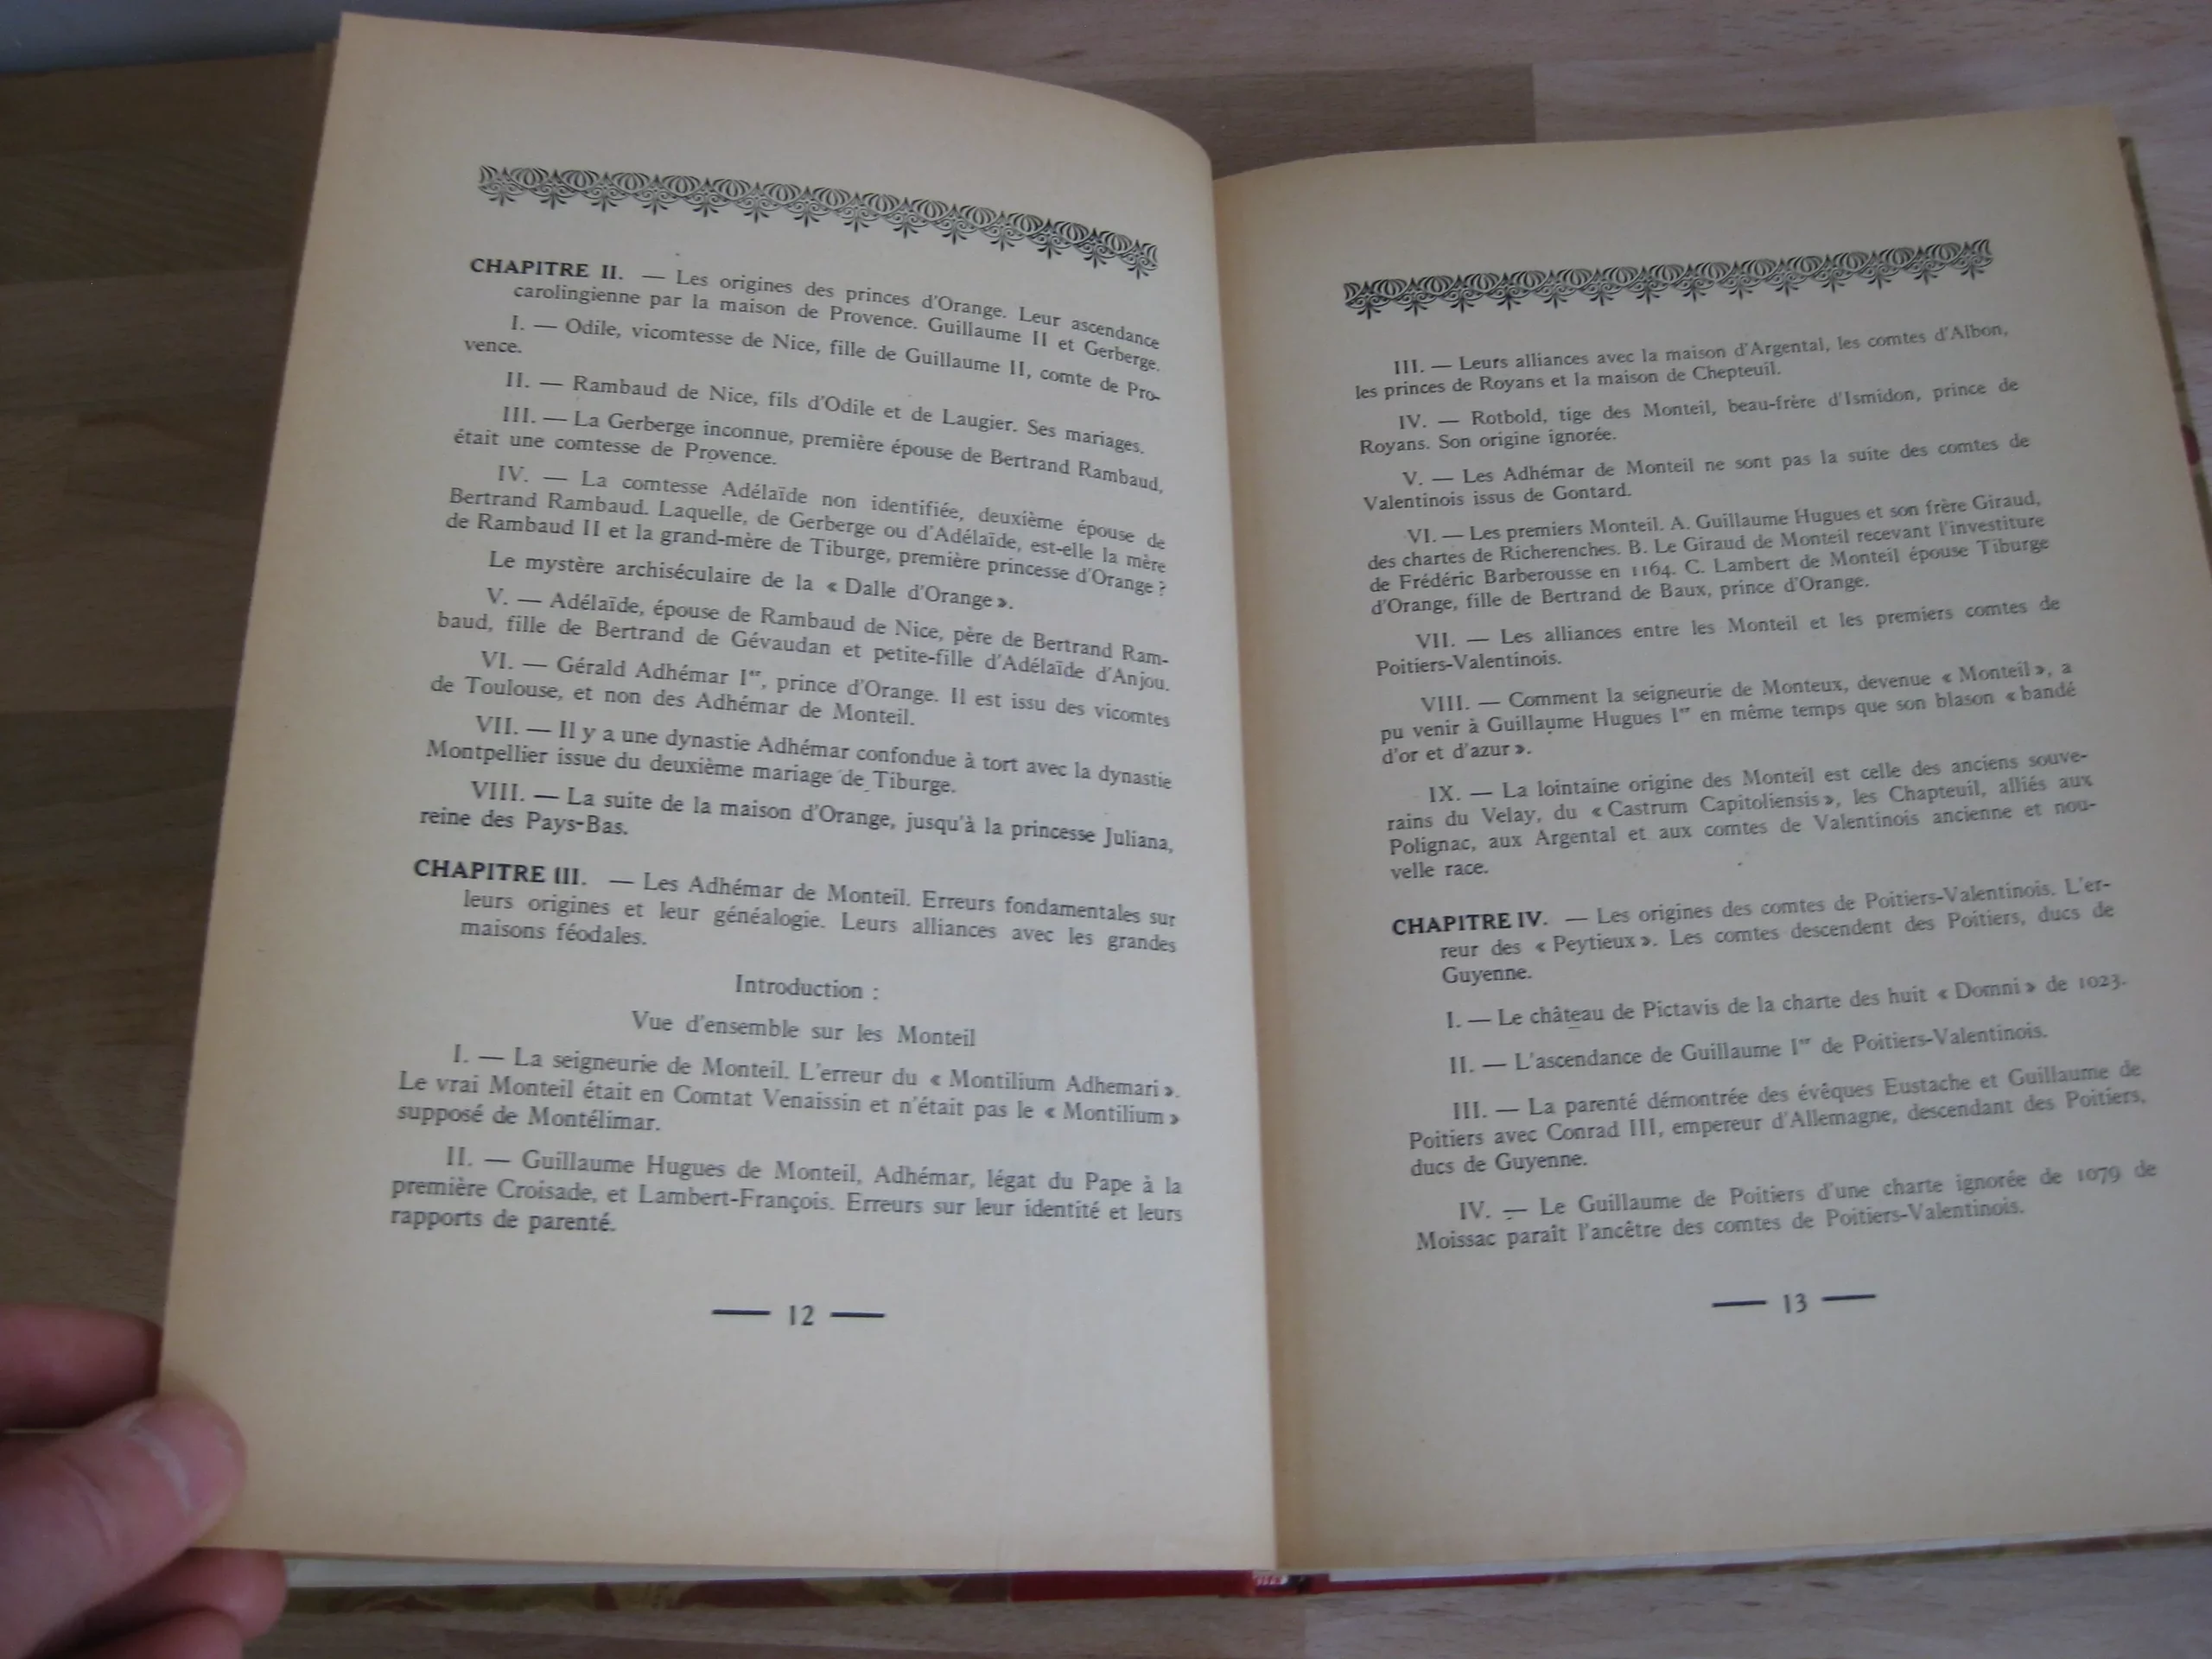 CHAPITRE II. — Les origines des princes d'Orange. Leur ascendance
carolingienne par la maison de Provence. Guillaume II et Gerberge.
I. — Odile, vicomtesse de Nice, fille de Guillaume II, comte de Pro-
vence.
II. — Rambaud de Nice, fils d'Odile et de Laugier. Ses mariages.
III. — La Gerberge inconnue, première épouse de Bertrand Rambaud,
était une comtesse de Provence.
IV. — La comtesse Adélaïde non identifiée, deuxième épouse de
Bertrand Rambaud. Laquelle, de Gerberge ou d'Adélaïde, est-elle la mère
de Rambaud II et la grand-mère de Tiburge, première princesse d'Orange ?
Le mystère archiséculaire de la « Dalle d'Orange ».
V. — Adélaïde, épouse de Rambaud de Nice, père de Bertrand Ram-
baud, fille de Bertrand de Gévaudan et petite-fille d'Adélaïde d'Anjou.
VI. — Gérald Adhémar Ier, prince d'Orange. Il est issu des vicomtes
de Toulouse, et non des Adhémar de Monteil.
VII. — Il y a une dynastie Adhémar confondue à tort avec la dynastie
Montpellier issue du deuxième mariage de Tiburge.
VIII. — La suite de la maison d'Orange, jusqu'à la princesse Juliana,
reine des Pays-Bas.
CHAPITRE III. — Les Adhémar de Monteil. Erreurs fondamentales sur
leurs origines et leur généalogie. Leurs alliances avec les grandes
maisons féodales.
Introduction :
Vue d'ensemble sur les Monteil
I. — La seigneurie de Monteil. L'erreur du « Montilium Adhemari ».
Le vrai Monteil était en Comtat Venaissin et n'était pas le « Montilium »
supposé de Montélimar.
II. — Guillaume Hugues de Monteil, Adhémar, légat du Pape à la
première Croisade, et Lambert-François. Erreurs sur leur identité et leurs
rapports de parenté.
— 12 —
III. — Leurs alliances avec la maison d'Argental, les comtes d'Albon,
les princes de Royans et la maison de Chepteuil.
IV. — Rotbold, tige des Monteil, beau-frère d'Ismidon, prince de
Royans. Son origine ignorée.
V. — Les Adhémar de Monteil ne sont pas la suite des comtes de
Valentinois issus de Gontard.
VI. — Les premiers Monteil. A. Guillaume Hugues et son frère Giraud,
des chartes de Richerenches. B. Le Giraud de Monteil recevant l'investiture
de Frédéric Barberousse en 1164. C. Lambert de Monteil épouse Tiburge
d'Orange, fille de Bertrand de Baux, prince d'Orange.
VII. — Les alliances entre les Monteil et les premiers comtes de
Poitiers-Valentinois.
VIII. — Comment la seigneurie de Monteux, devenue « Monteil », a
pu venir à Guillaume Hugues Ier en même temps que son blason « bandé
d'or et d'azur ».
IX. — La lointaine origine des Monteil est celle des anciens souve-
rains du Velay, du « Castrum Capitoliensis », les Chapteuil, alliés aux
Polignac, aux Argental et aux comtes de Valentinois ancienne et nou-
velle race.
CHAPITRE IV. — Les origines des comtes de Poitiers-Valentinois. L'er-
reur des « Peytieux ». Les comtes descendent des Poitiers, ducs de
Guyenne.
I. — Le château de Pictavis de la charte des huit « Domni » de 1023.
II. — L'ascendance de Guillaume Ier de Poitiers-Valentinois.
III. — La parenté démontrée des évêques Eustache et Guillaume de
Poitiers avec Conrad III, empereur d'Allemagne, descendant des Poitiers,
ducs de Guyenne.
IV. — Le Guillaume de Poitiers d'une charte ignorée de 1079 de
Moissac paraît l'ancêtre des comtes de Poitiers-Valentinois.
— 13 —